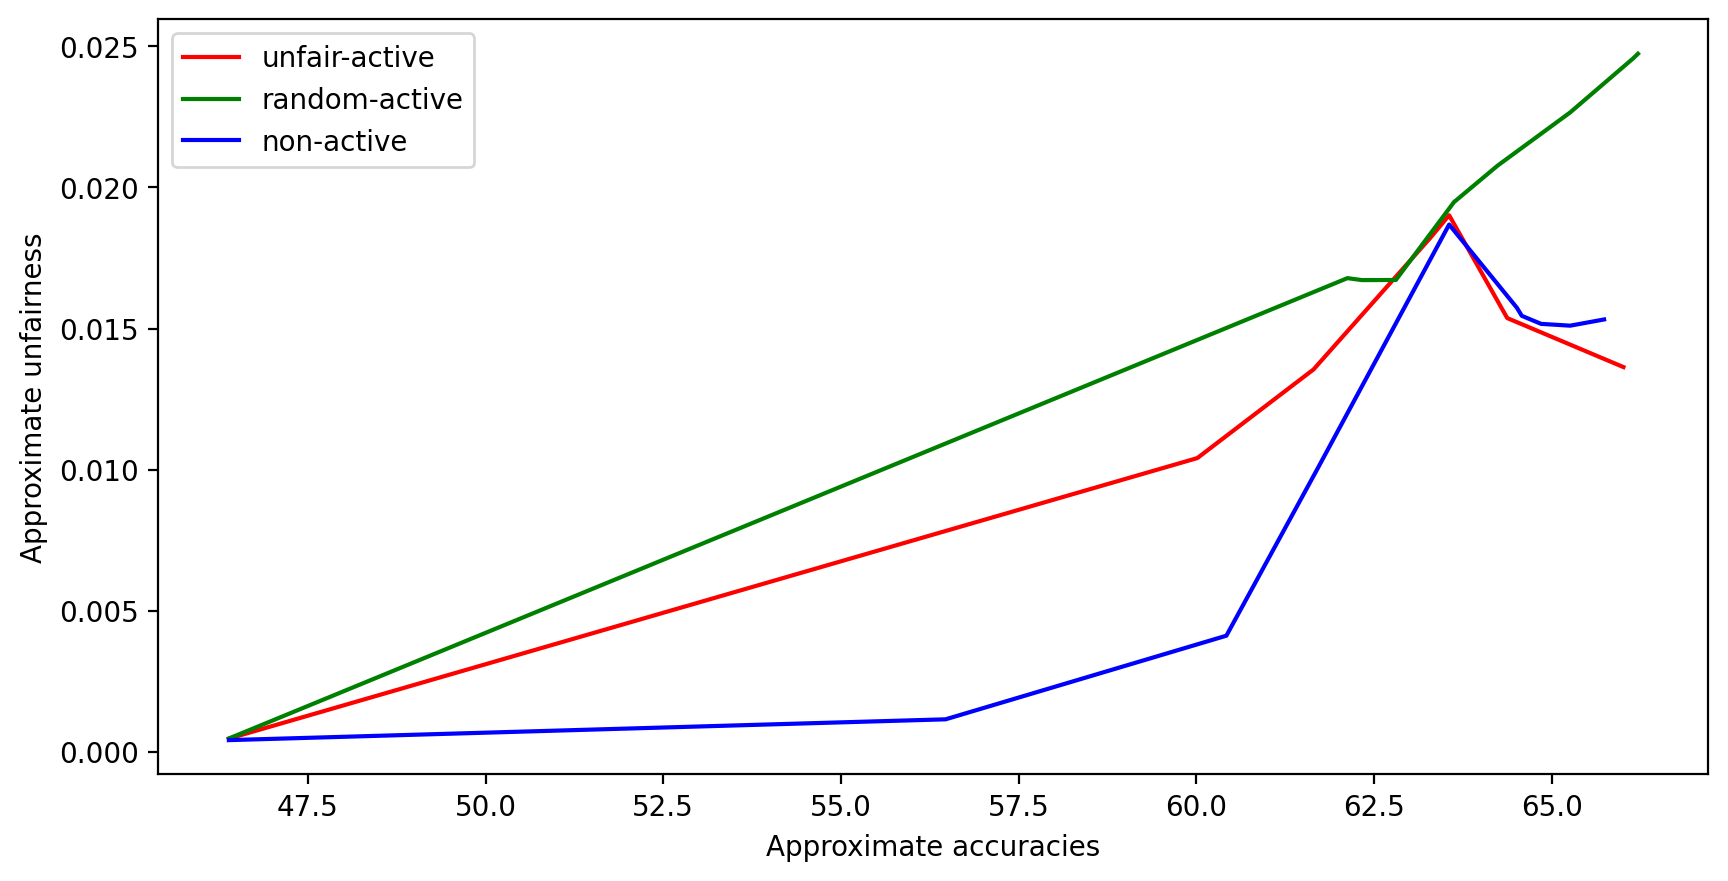 unfair-active
random-active
non-active
Approximate unfairness
0.025
0.020
0.015
0.010
0.005
0.000
47.5 50.0 52.5 55.0 57.5 60.0 62.5 65.0
Approximate accuracies